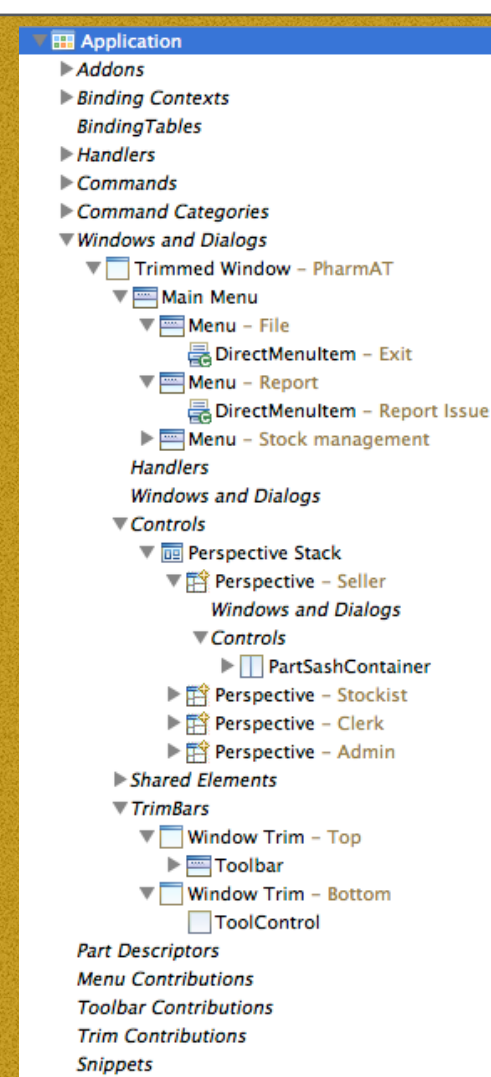 Application
Addons
Binding Contexts
BindingTables
Handlers
Commands
Command Categories
Windows and Dialogs
Trimmed Window – PharmAT
Main Menu
Menu – File
DirectMenuItem – Exit
Menu – Report
DirectMenuItem – Report Issue
Menu – Stock management
Handlers
Windows and Dialogs
Controls
Perspective Stack
Perspective – Seller
Windows and Dialogs
Controls
PartSashContainer
Perspective – Stockist
Perspective – Clerk
Perspective – Admin
Shared Elements
TrimBars
Window Trim – Top
Toolbar
Window Trim – Bottom
ToolControl
Part Descriptors
Menu Contributions
Toolbar Contributions
Trim Contributions
Snippets